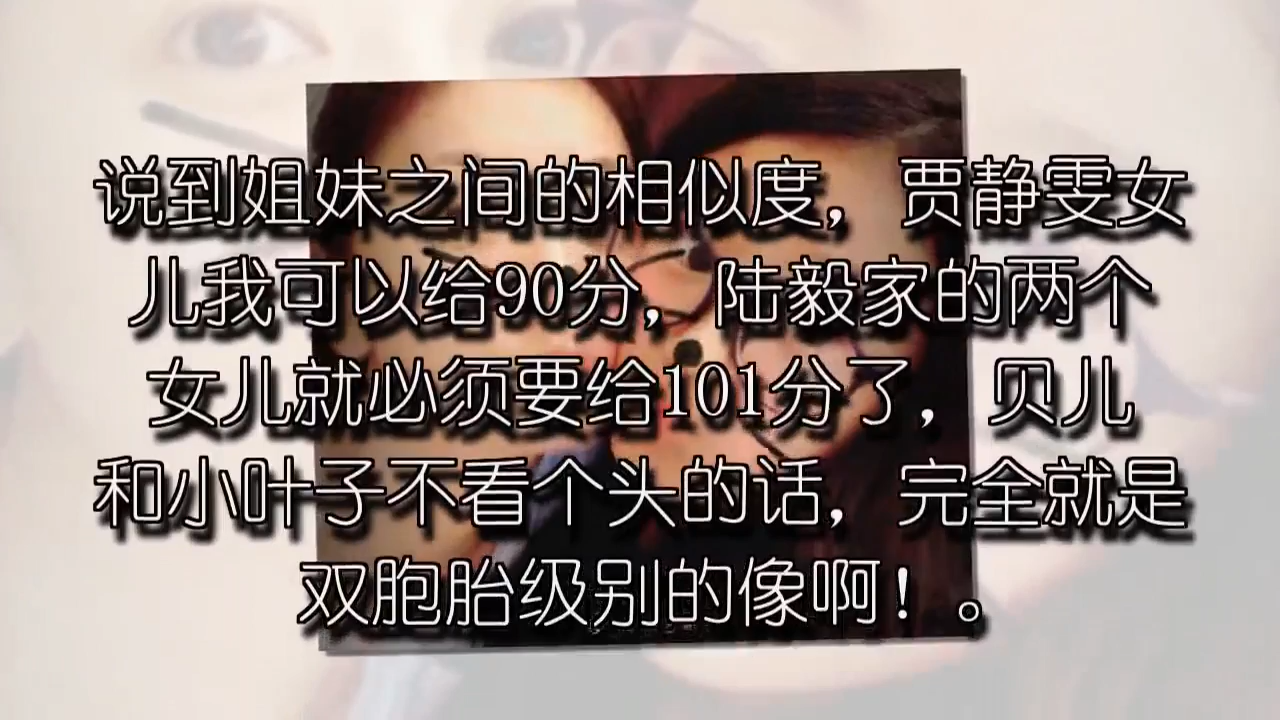 说到姐妹之间的相似度，贾静雯女
儿我可以给90分，陆毅家的两个
女儿就必须要给101分了，贝儿
和小叶子不看个头的话，完全就是
双胞胎级别的像啊！。